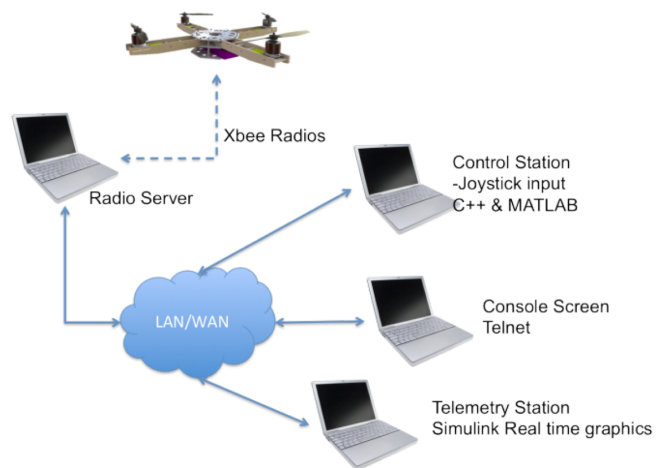 Xbee Radios
Radio Server
Control Station
-Joystick input
C++ & MATLAB
LAN/WAN
Console Screen
Telnet
Telemetry Station
Simulink Real time graphics